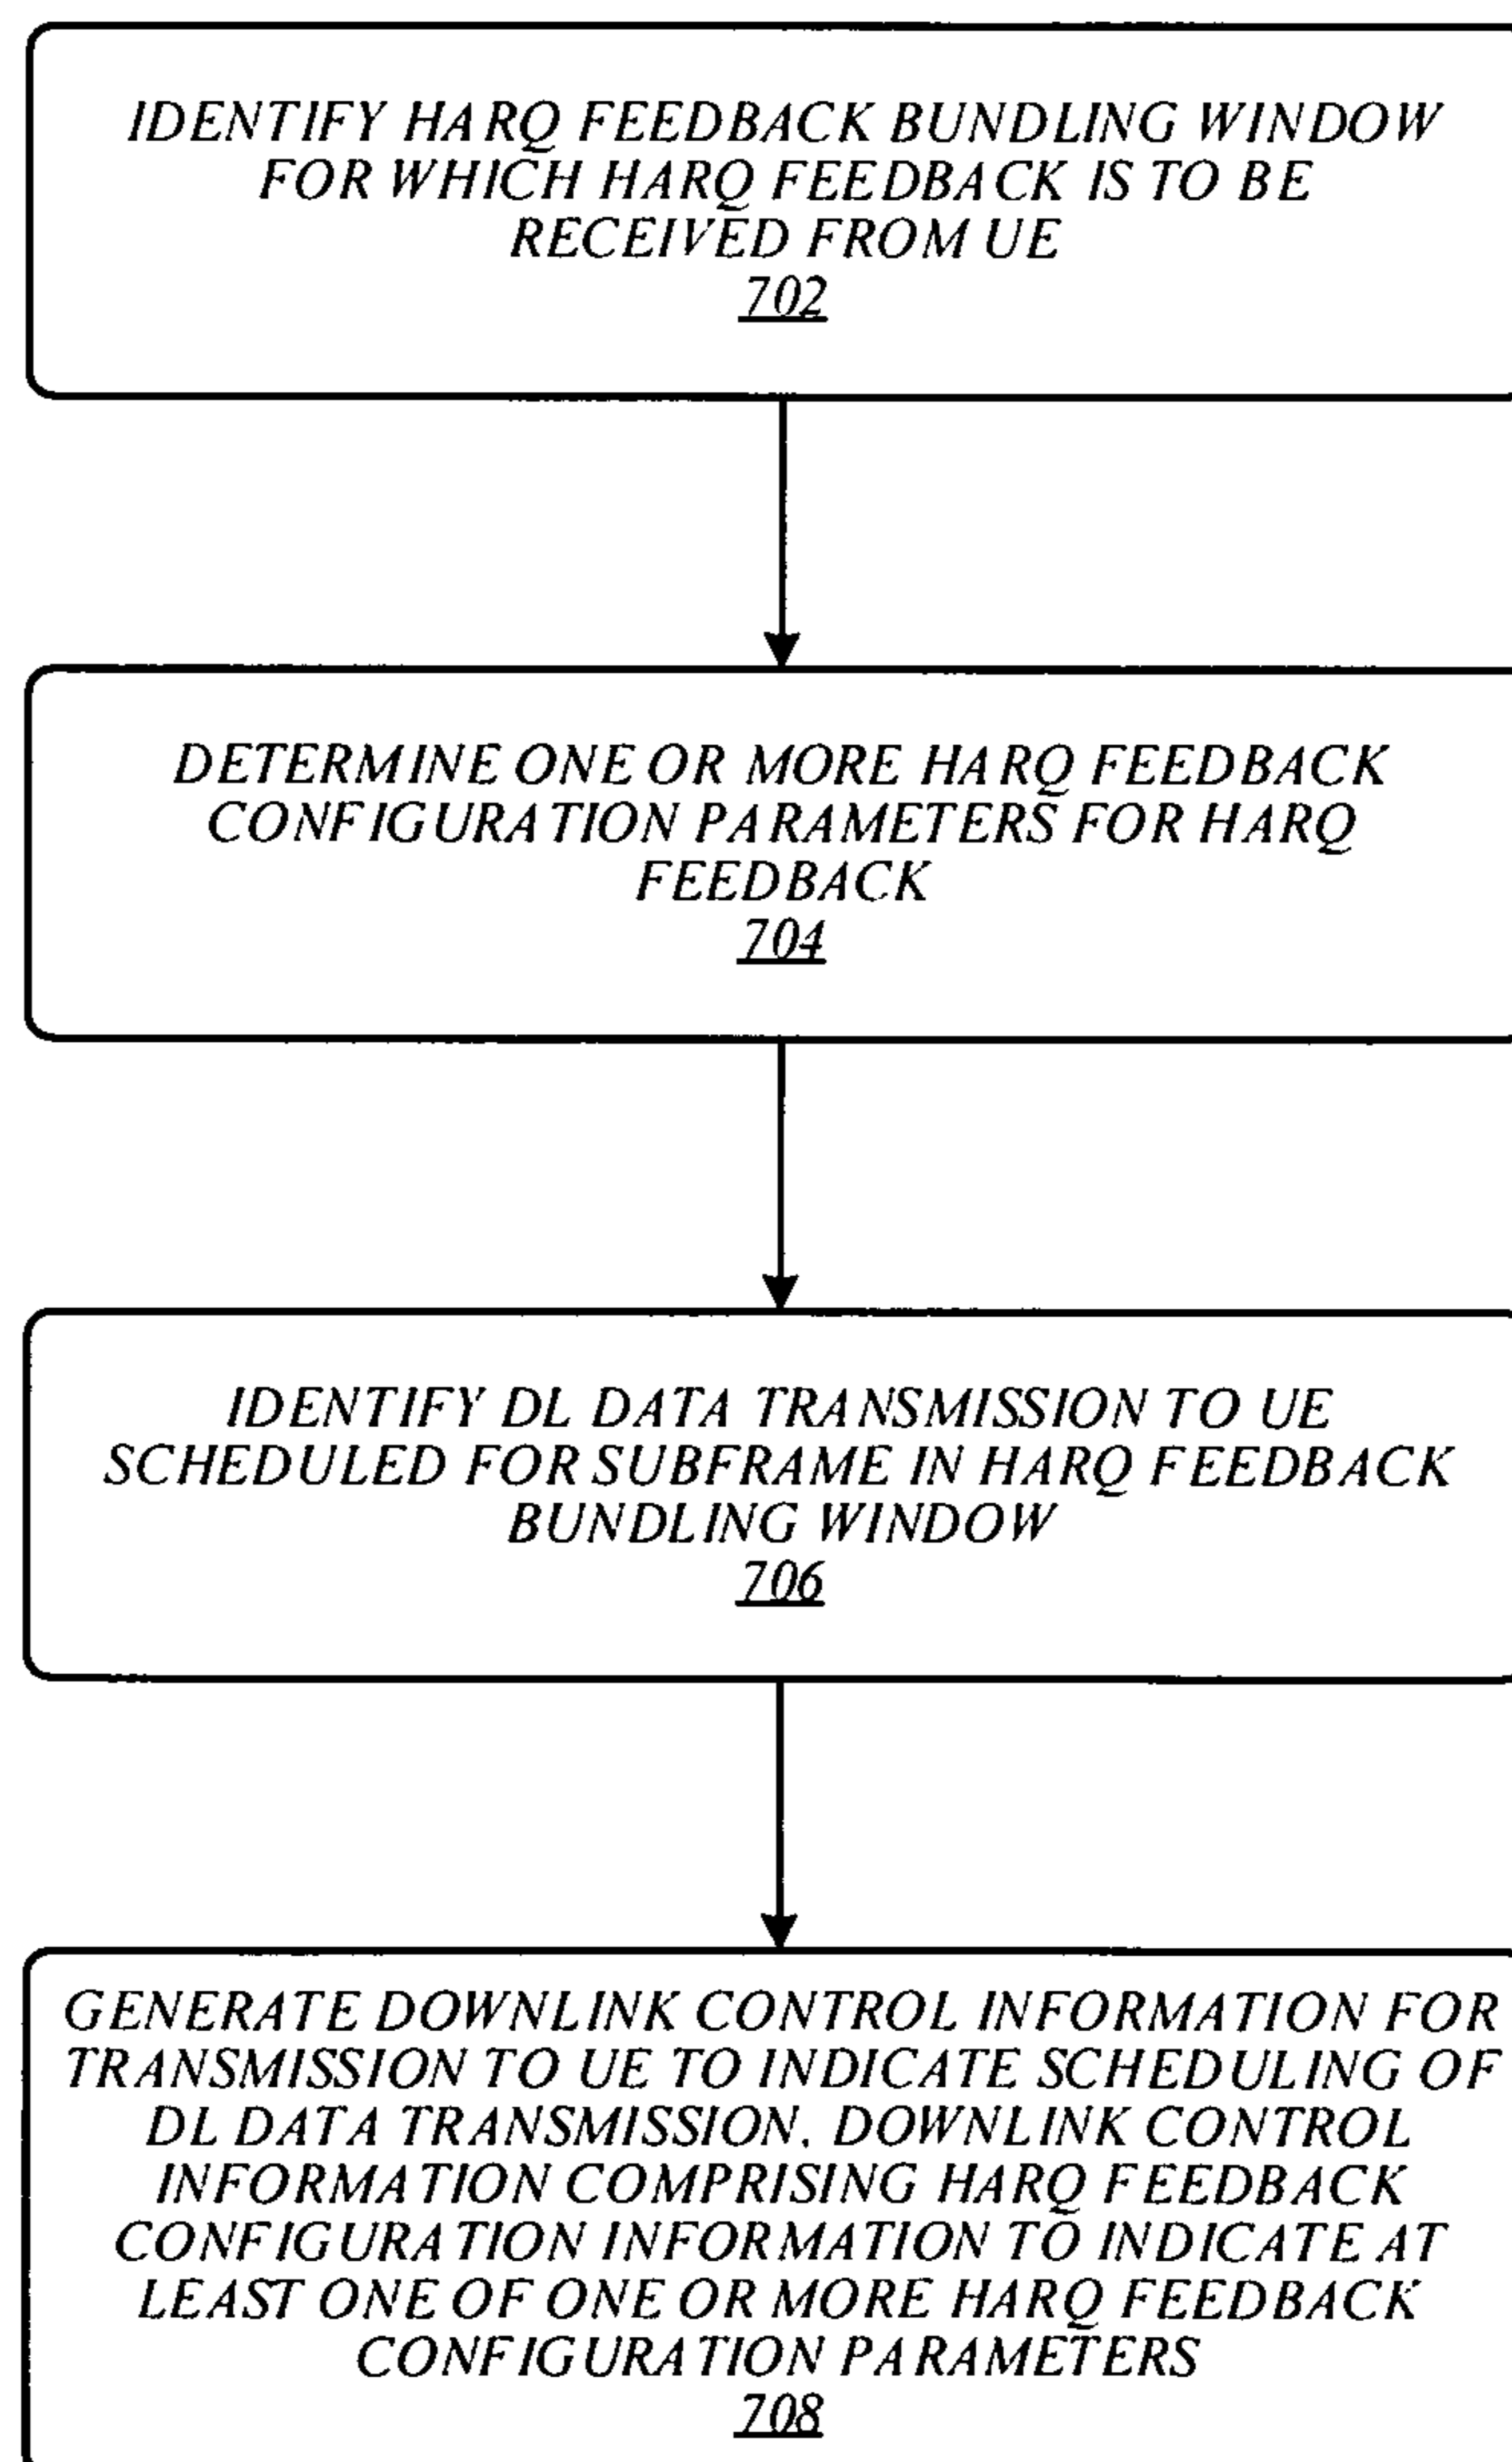 IDENTIFY HARQ FEEDBACK BUNDLING WINDOW
FOR WHICH HARQ FEEDBACK IS TO BE
RECEIVED FROM UE
702
DETERMINE ONE OR MORE HARQ FEEDBACK
CONFIGURATION PARAMETERS FOR HARQ
FEEDBACK
704
IDENTIFY DL DATA TRANSMISSION TO UE
SCHEDULED FOR SUBFRAME IN HARQ FEEDBACK
BUNDLING WINDOW
706
GENERATE DOWNLINK CONTROL INFORMATION FOR
TRANSMISSION TO UE TO INDICATE SCHEDULING OF
DL DATA TRANSMISSION, DOWNLINK CONTROL
INFORMATION COMPRISING HARQ FEEDBACK
CONFIGURATION INFORMATION TO INDICATE AT
LEAST ONE OF ONE OR MORE HARQ FEEDBACK
CONFIGURATION PARAMETERS
708